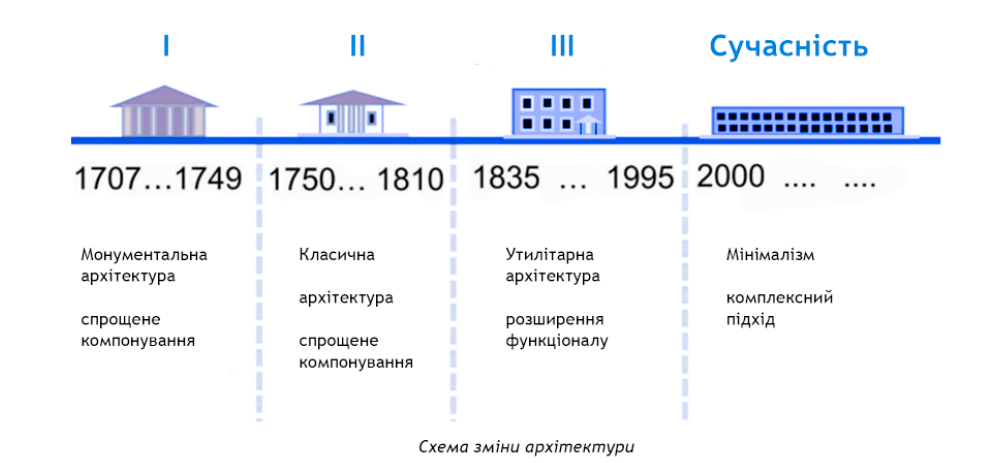 I
II
III
Сучасність
1707...1749
1750... 1810
1835 ... 1995
2000 .... ....
Монументальна
архітектура
спрощене
компонування
Класична
архітектура
спрощене
компонування
Утилітарна
архітектура
розширення
функціоналу
Мінімалізм
комплексний
підхід
Схема зміни архітектури